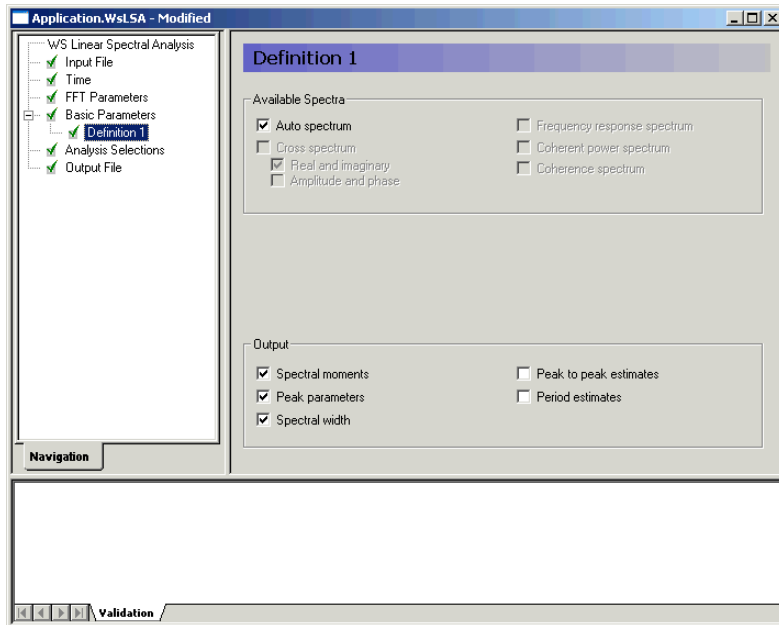 Application.WsLSA - Modified
WS Linear Spectral Analysis
Input File
Time
FFT Parameters
Basic Parameters
Definition 1
Analysis Selections
Output File
Navigation
Definition 1
Available Spectra
Auto spectrum
Cross spectrum
Real and imaginary
Amplitude and phase
Frequency response spectrum
Coherent power spectrum
Coherence spectrum
Output
Spectral moments
Peak parameters
Spectral width
Peak to peak estimates
Period estimates
Validation